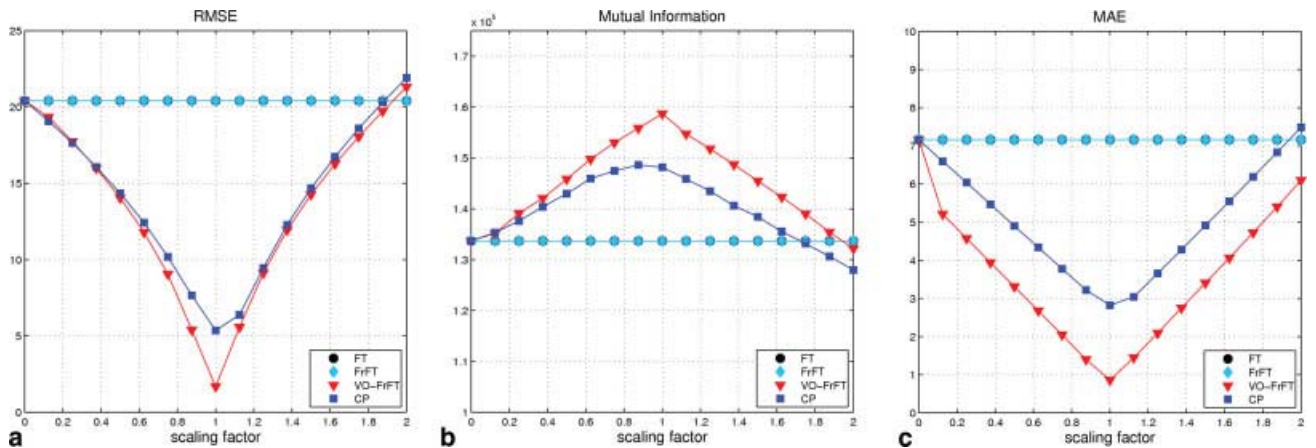 RMSE
25
20
15
10
5
0
0 0.2 0.4 0.6 0.8 1 1.2 1.4 1.6 1.8 2
scaling factor
FT
FrFT
VO-FrFT
CP
a
Mutual Information
x 10⁵
1.7
1.6
1.5
1.4
1.3
1.2
1.1
1
0 0.2 0.4 0.6 0.8 1 1.2 1.4 1.6 1.8 2
scaling factor
FT
FrFT
VO-FrFT
CP
b
MAE
10
9
8
7
6
5
4
3
2
1
0
0 0.2 0.4 0.6 0.8 1 1.2 1.4 1.6 1.8 2
scaling factor
FT
FrFT
VO-FrFT
CP
c